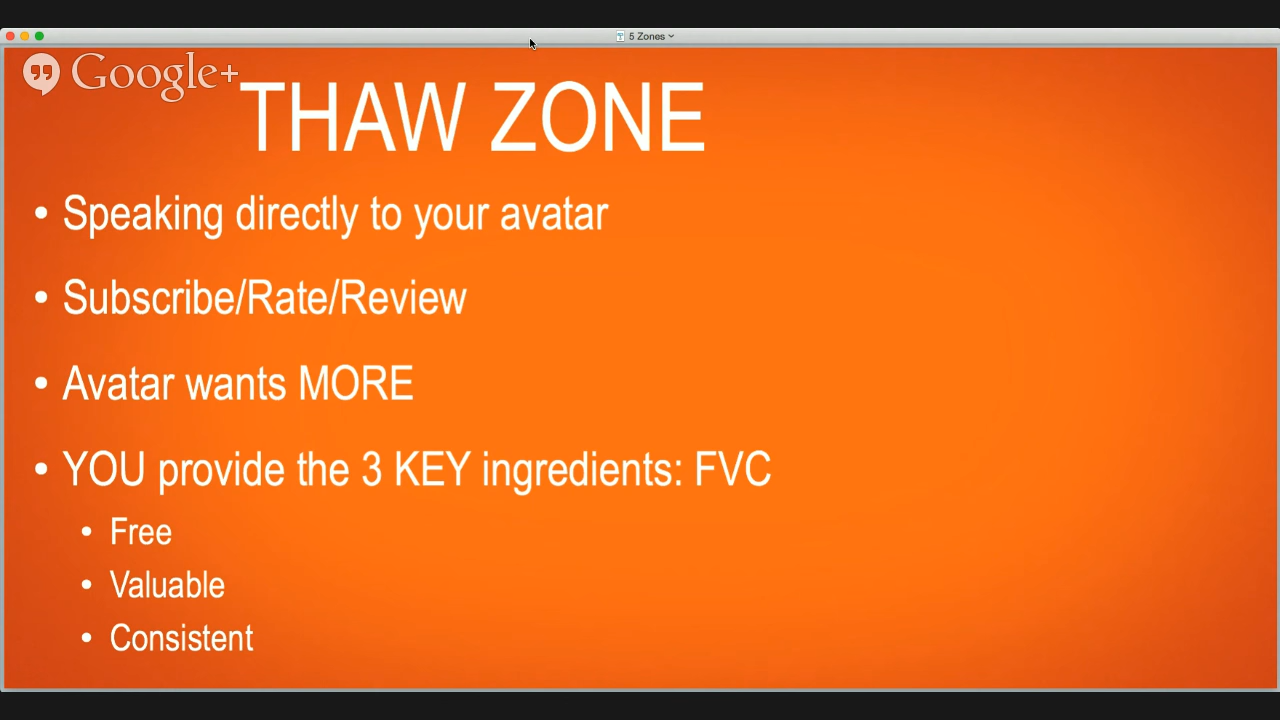 5 Zones
Google+
THAW ZONE
• Speaking directly to your avatar
• Subscribe/Rate/Review
• Avatar wants MORE
• YOU provide the 3 KEY ingredients: FVC
• Free
• Valuable
• Consistent